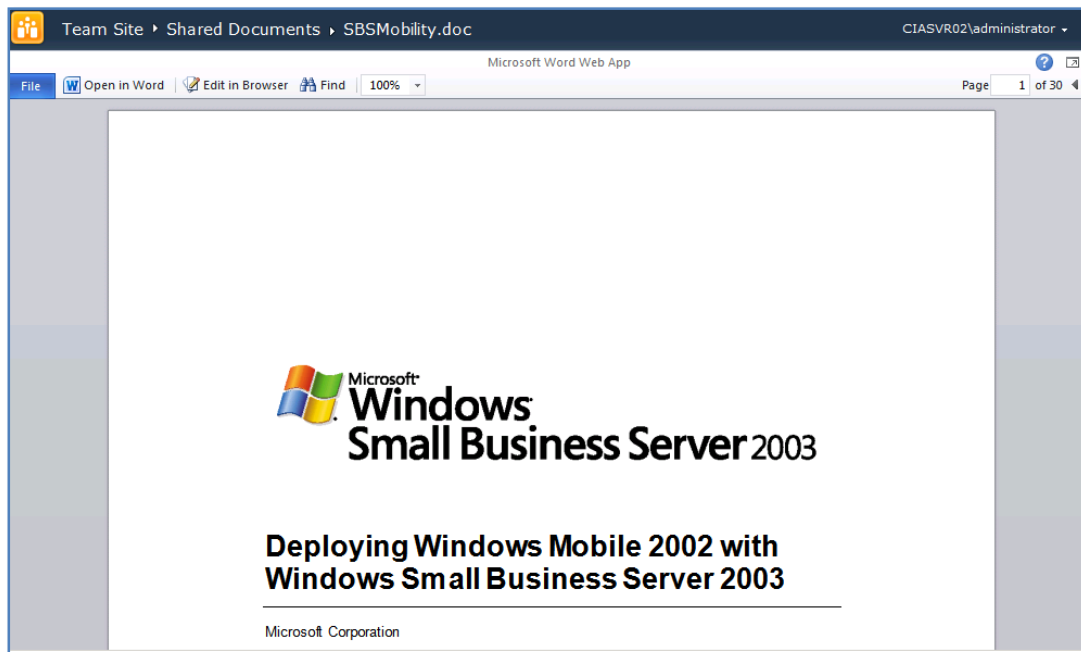 Team Site ▸ Shared Documents ▸ SBSMobility.doc CIASVR02\administrator
Microsoft Word Web App
File Open in Word Edit in Browser Find 100% Page 1 of 30
Microsoft
Windows
Small Business Server 2003
Deploying Windows Mobile 2002 with
Windows Small Business Server 2003
Microsoft Corporation